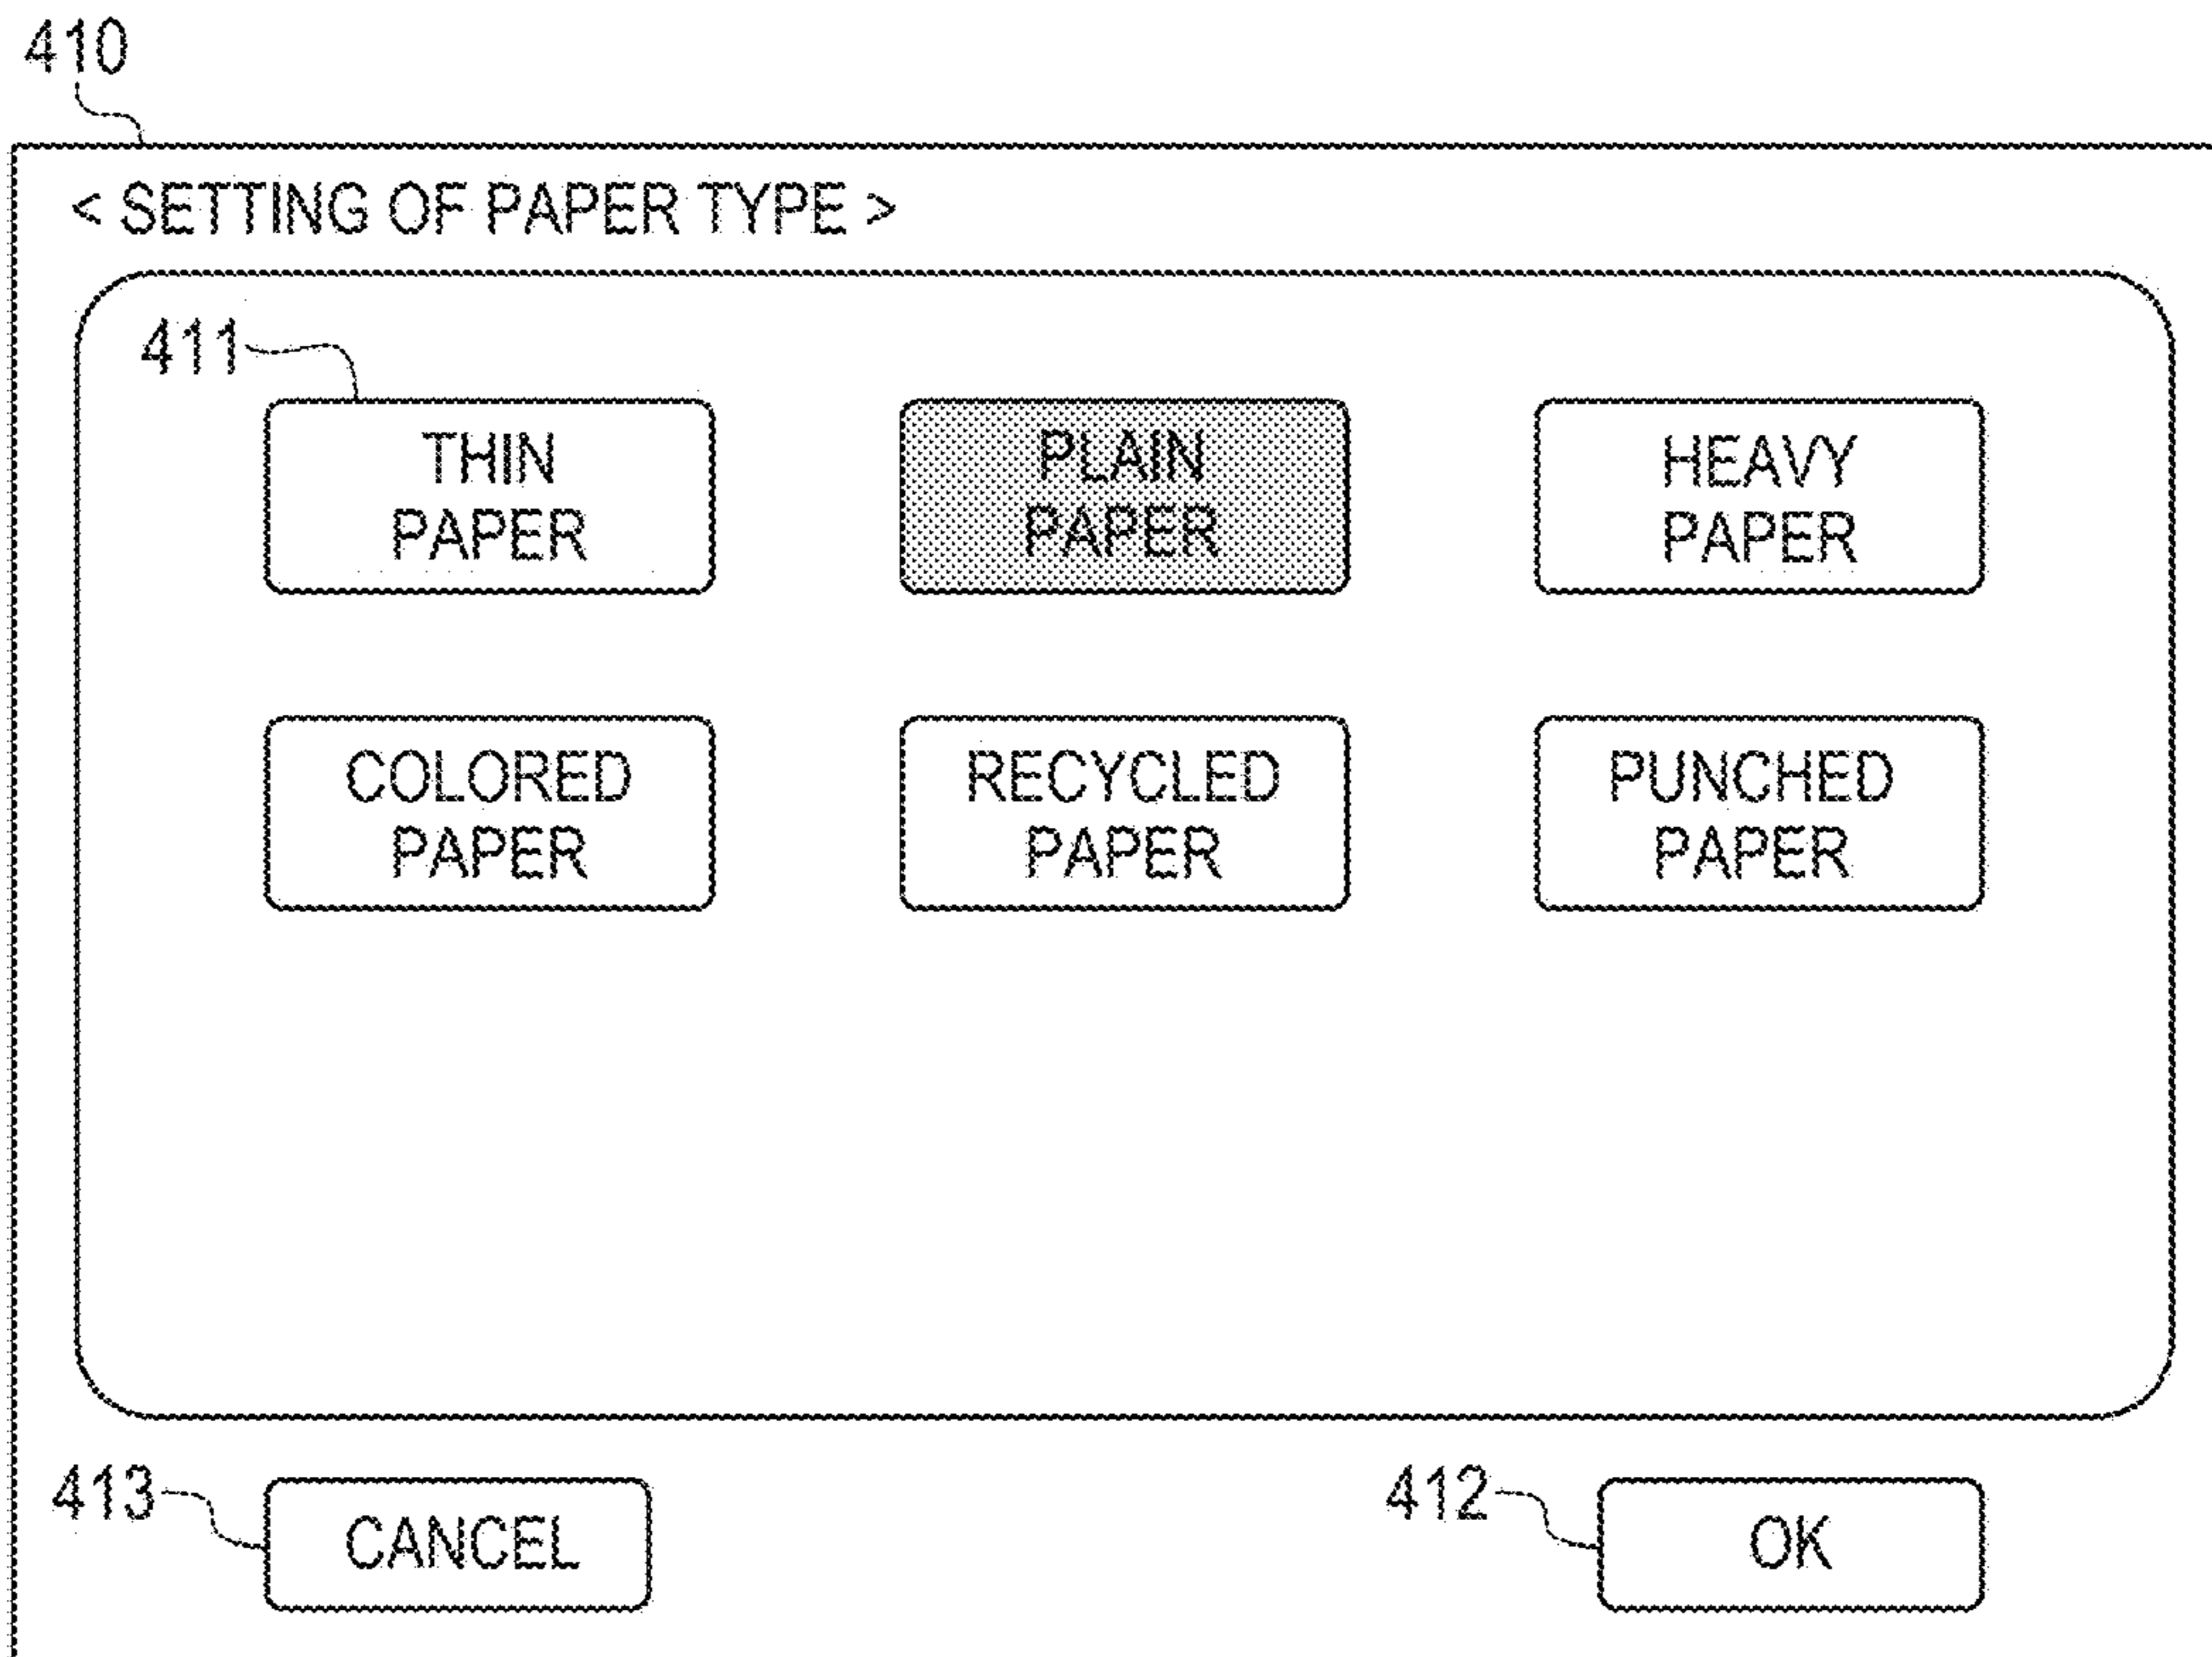 410
< SETTING OF PAPER TYPE >
411
THIN
PAPER
PLAIN
PAPER
HEAVY
PAPER
COLORED
PAPER
RECYCLED
PAPER
PUNCHED
PAPER
413
CANCEL
412
OK